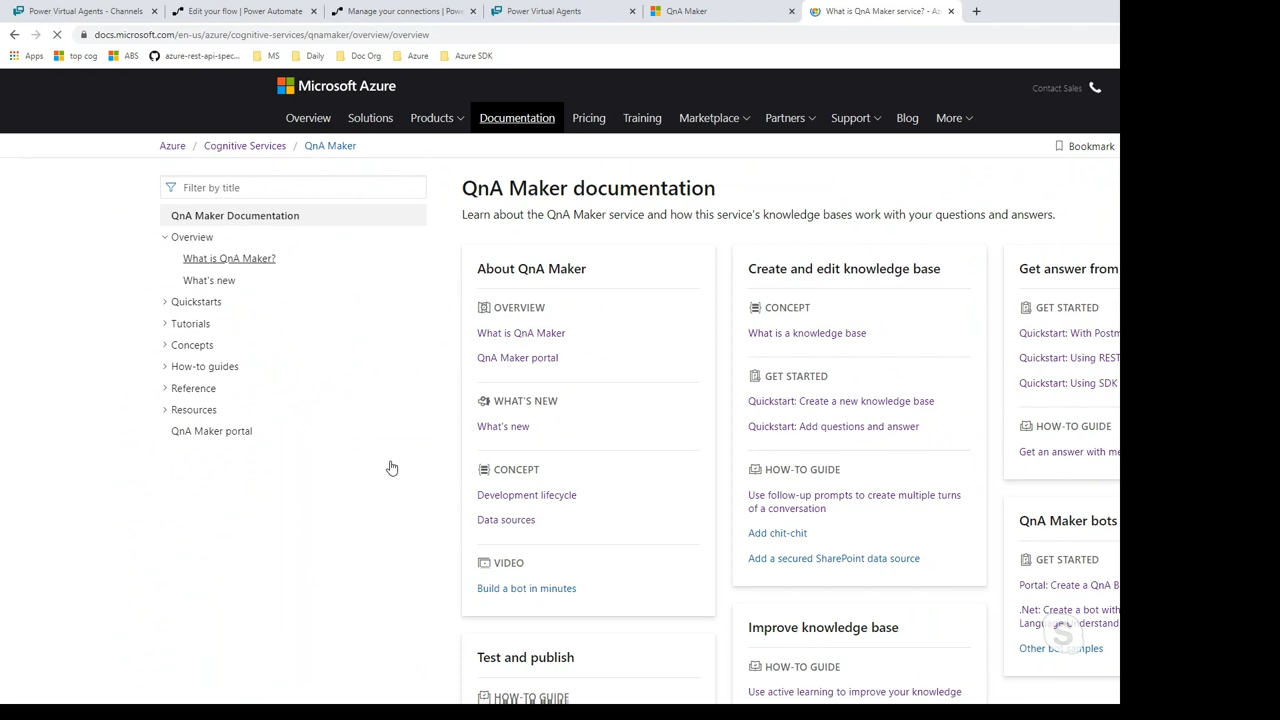 Power Virtual Agents - Channels
Edit your flow | Power Automate
Manage your connections | Powe
Power Virtual Agents
QnA Maker
What is QnA Maker service? - Az
docs.microsoft.com/en-us/azure/cognitive-services/qnamaker/overview/overview
Apps
top cog
ABS
azure-rest-api-spec...
MS
Daily
Doc Org
Azure
Azure SDK
Microsoft Azure
Contact Sales
Overview
Solutions
Products
Documentation
Pricing
Training
Marketplace
Partners
Support
Blog
More
Azure / Cognitive Services / QnA Maker
Bookmark
Filter by title
QnA Maker Documentation
Overview
What is QnA Maker?
What's new
Quickstarts
Tutorials
Concepts
How-to guides
Reference
Resources
QnA Maker portal
QnA Maker documentation
Learn about the QnA Maker service and how this service's knowledge bases work with your questions and answers.
About QnA Maker
OVERVIEW
What is QnA Maker
QnA Maker portal
WHAT'S NEW
What's new
CONCEPT
Development lifecycle
Data sources
VIDEO
Build a bot in minutes
Test and publish
HOW-TO GUIDE
Create and edit knowledge base
CONCEPT
What is a knowledge base
GET STARTED
Quickstart: Create a new knowledge base
Quickstart: Add questions and answer
HOW-TO GUIDE
Use follow-up prompts to create multiple turns
of a conversation
Add chit-chit
Add a secured SharePoint data source
Improve knowledge base
HOW-TO GUIDE
Use active learning to improve your knowledge
Get answer from
GET STARTED
Quickstart: With Postm
Quickstart: Using REST
Quickstart: Using SDK
HOW-TO GUIDE
Get an answer with me
QnA Maker bots
GET STARTED
Portal: Create a QnA B
.Net: Create a bot with
Language Understand
Other bot samples